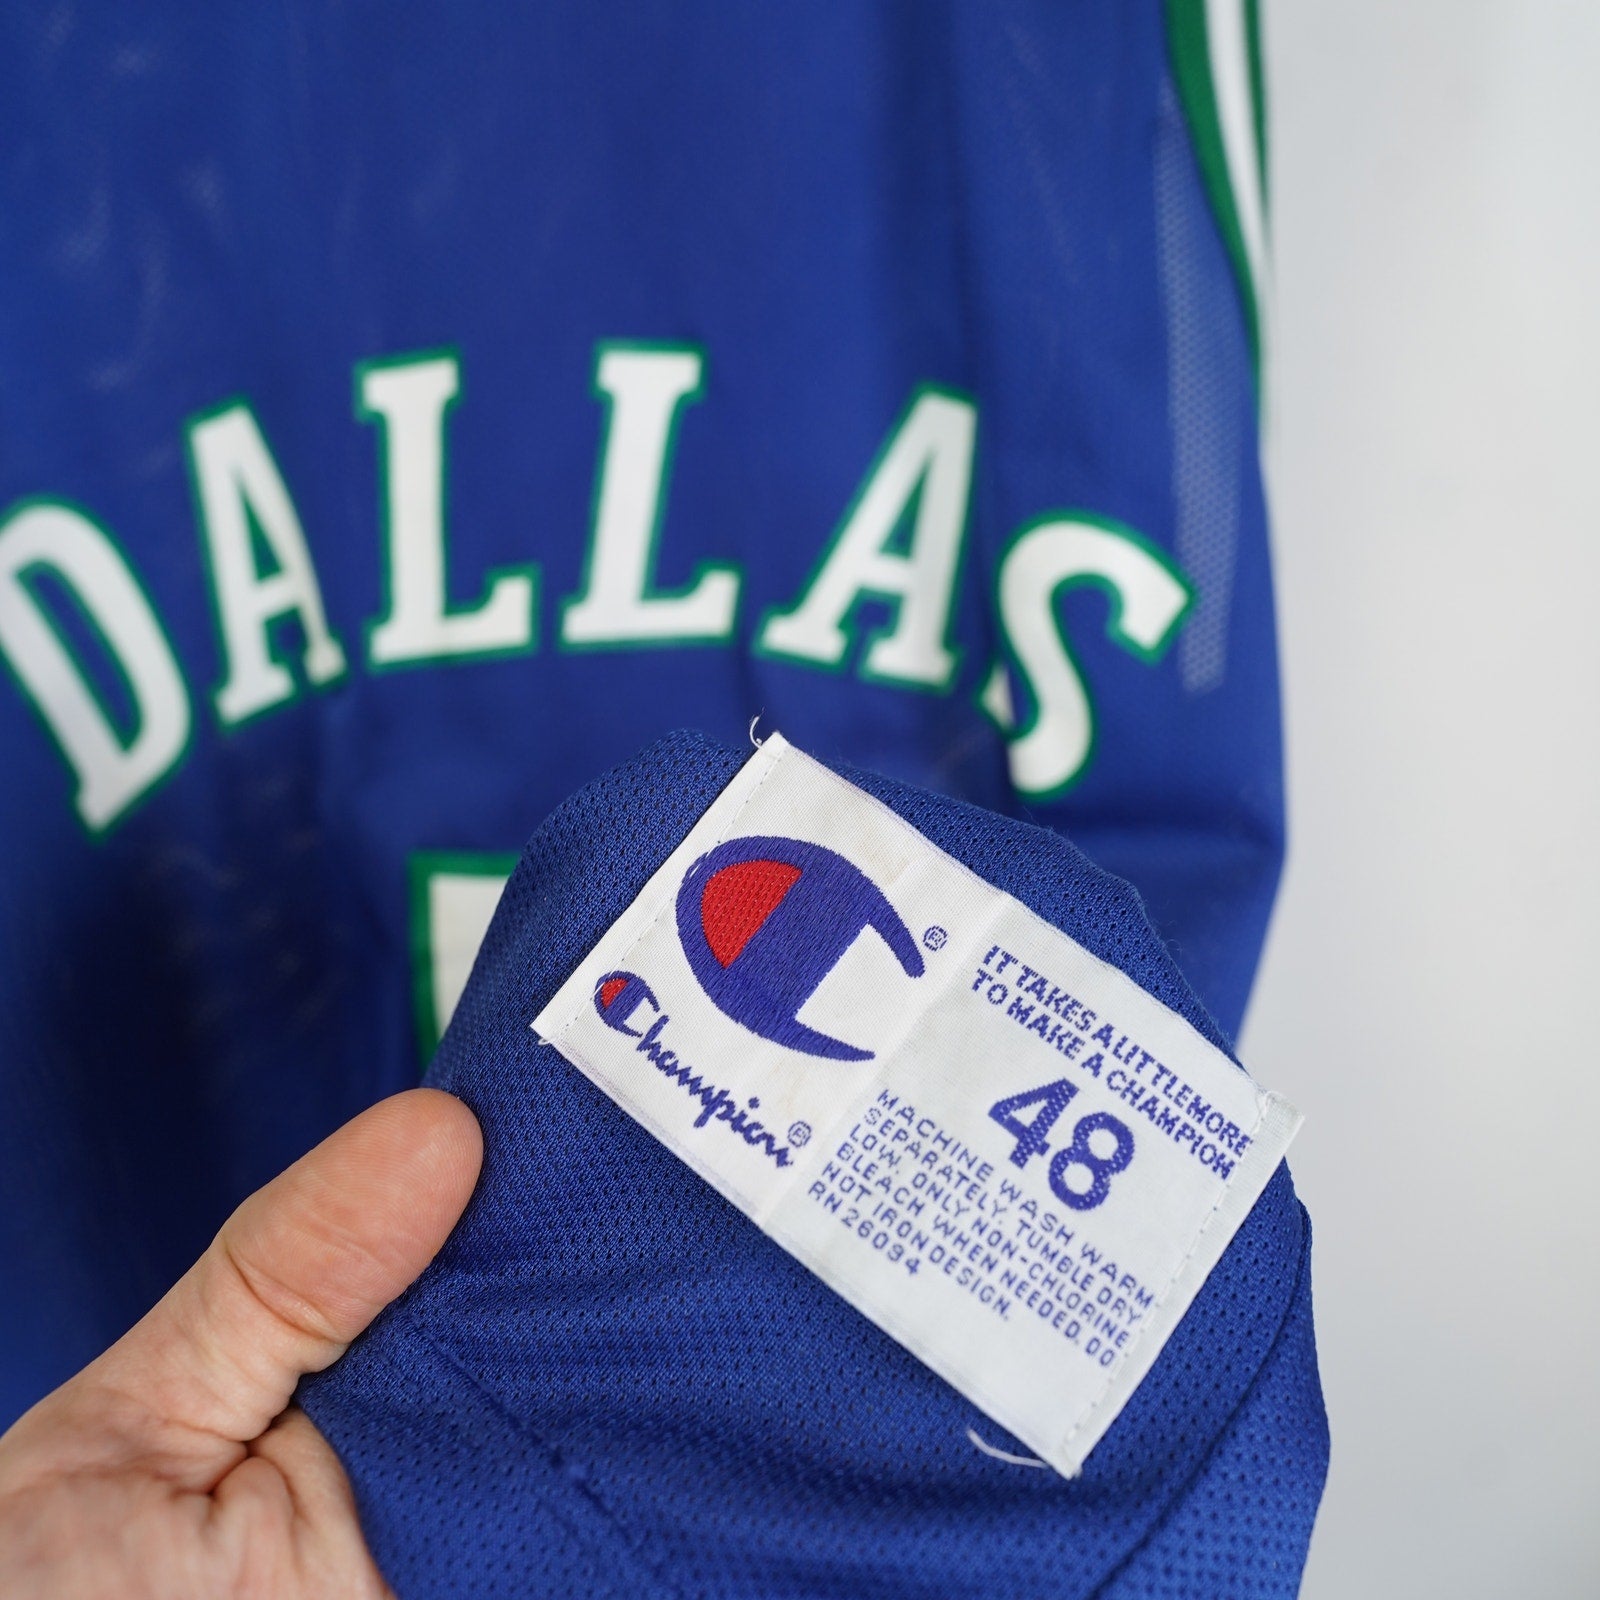 DALLAS
®
Champion®
IT TAKES A LITTLE MORE
TO MAKE A CHAMPION
48
MACHINE WASH WARM
SEPARATELY. TUMBLE DRY
LOW. ONLY NON-CHLORINE
BLEACH WHEN NEEDED. DO
NOT IRON DESIGN.
RN 26094